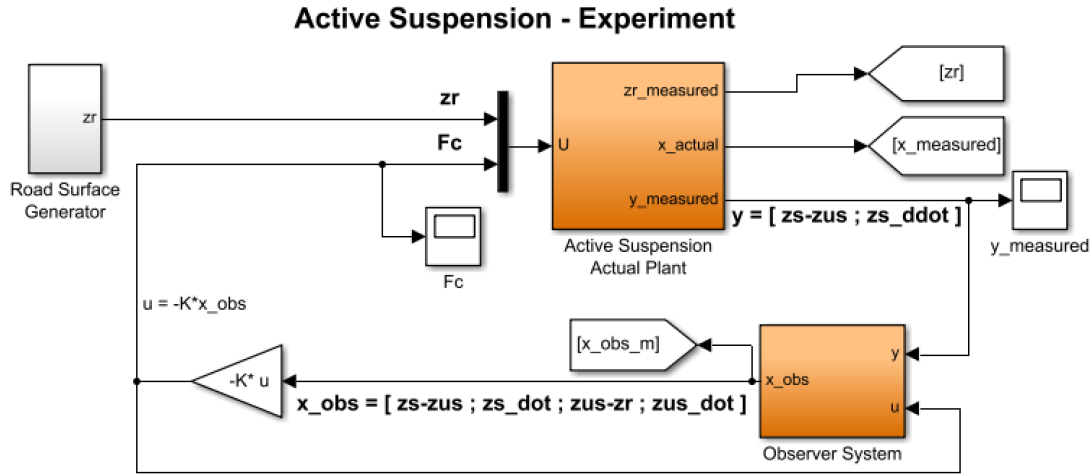 Active Suspension - Experiment
zr
Road Surface
Generator
zr
Fc
Fc
U
zr_measured
x_actual
y_measured
Active Suspension
Actual Plant
[zr]
[x_measured]
y = [ zs-zus ; zs_ddot ]
y_measured
u = -K*x_obs
-K* u
[x_obs_m]
x_obs = [ zs-zus ; zs_dot ; zus-zr ; zus_dot ]
x_obs
y
u
Observer System